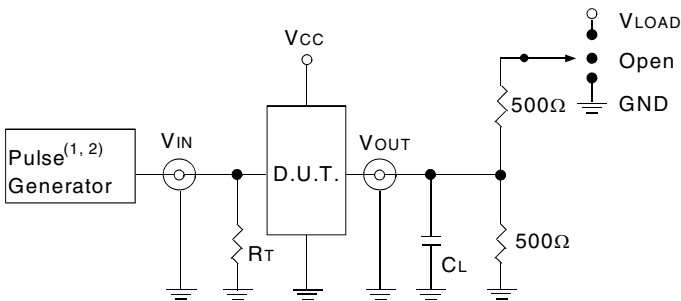 VLOAD
VCC
Open
500Ω
GND
VIN
VOUT
Pulse(1, 2)
Generator
D.U.T.
RT
CL
500Ω